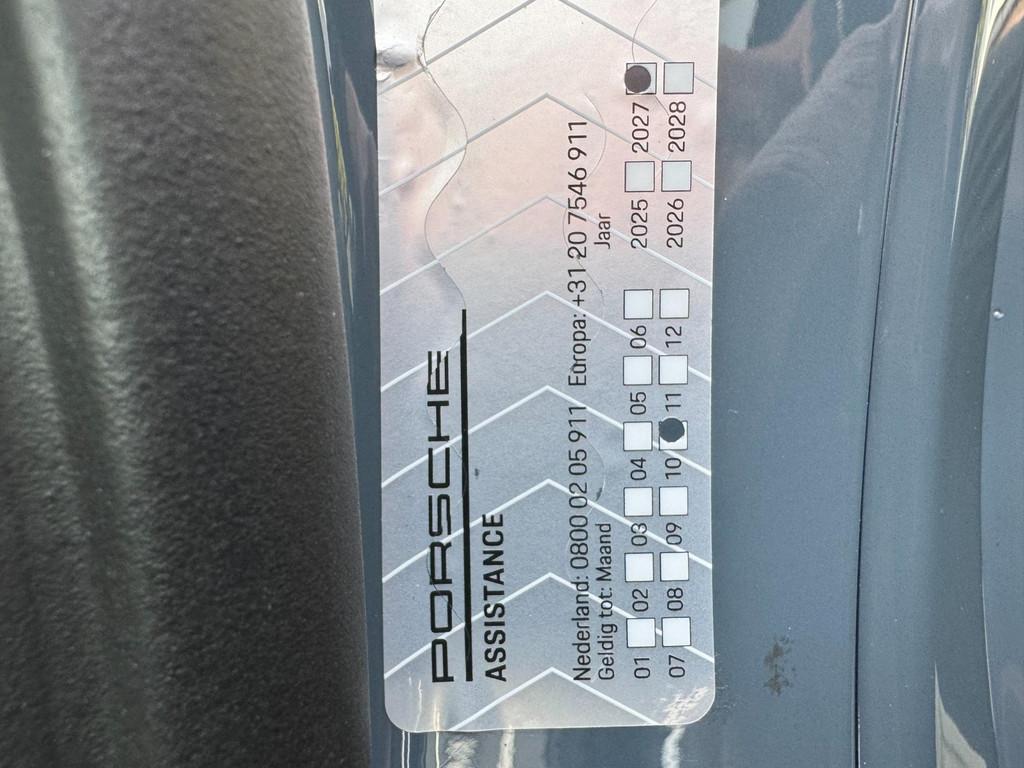 PORSCHE
ASSISTANCE
Nederland: 0800 02 05 911 Europa: +31 20 7546 911
Geldig tot: Maand Jaar
01 02 03 04 05 06 2025 2027
07 08 09 10 11 12 2026 2028